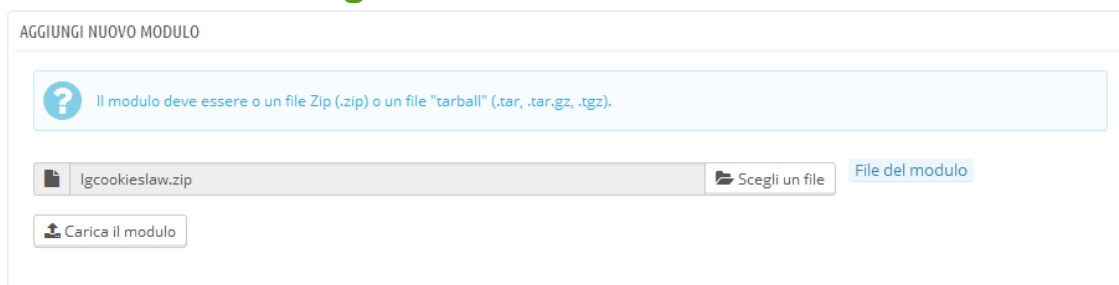 AGGIUNGI NUOVO MODULO
Il modulo deve essere o un file Zip (.zip) o un file "tarball" (.tar, .tar.gz, .tgz).
lgcookieslaw.zip
Scegli un file
File del modulo
Carica il modulo